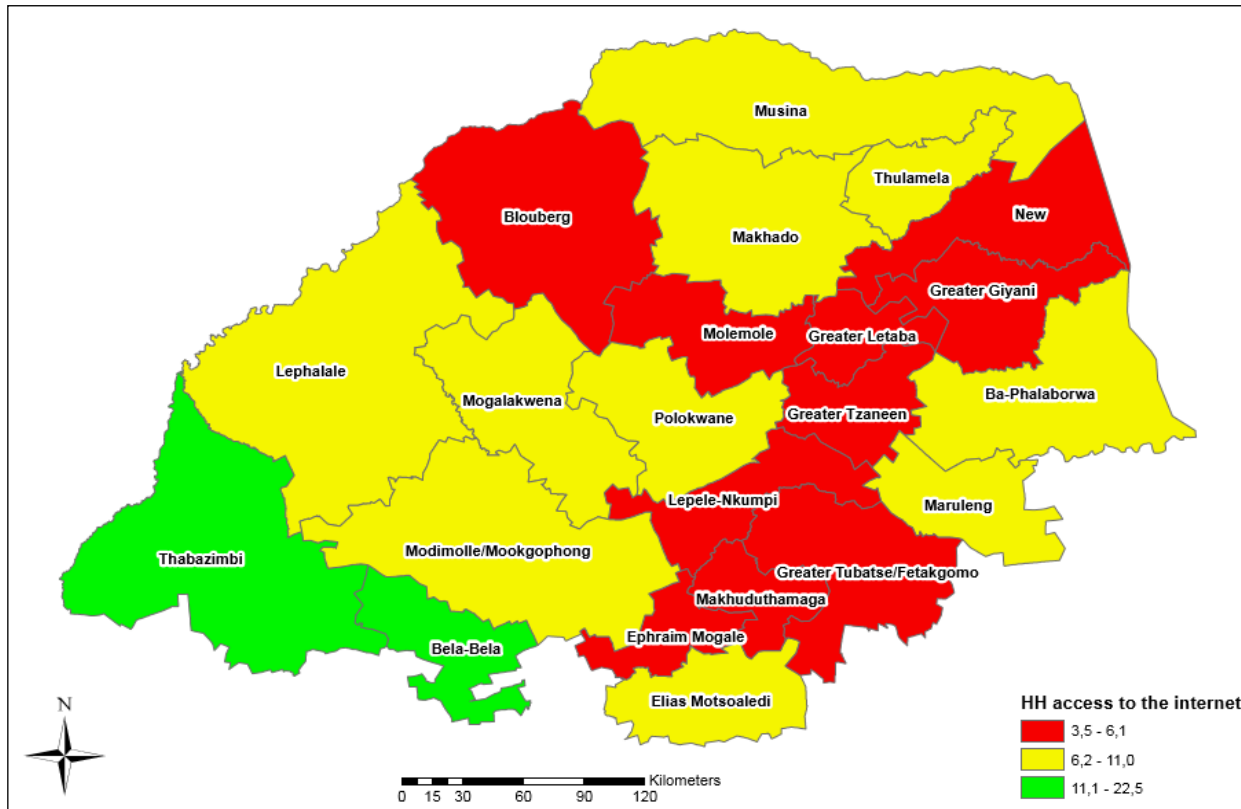 Musina
Thulamela
Blouberg
New
Makhado
Greater Giyani
Molemole
Greater Letaba
Lephalale
Ba-Phalaborwa
Mogalakwena
Polokwane
Greater Tzaneen
Lepele-Nkumpi
Maruleng
Modimolle/Mookgophong
Thabazimbi
Greater Tubatse/Fetakgomo
Makhuduthamaga
Ephraim Mogale
Bela-Bela
Elias Motsoaledi
N
HH access to the internet
3,5 - 6,1
6,2 - 11,0
11,1 - 22,5
Kilometers
0 15 30 60 90 120